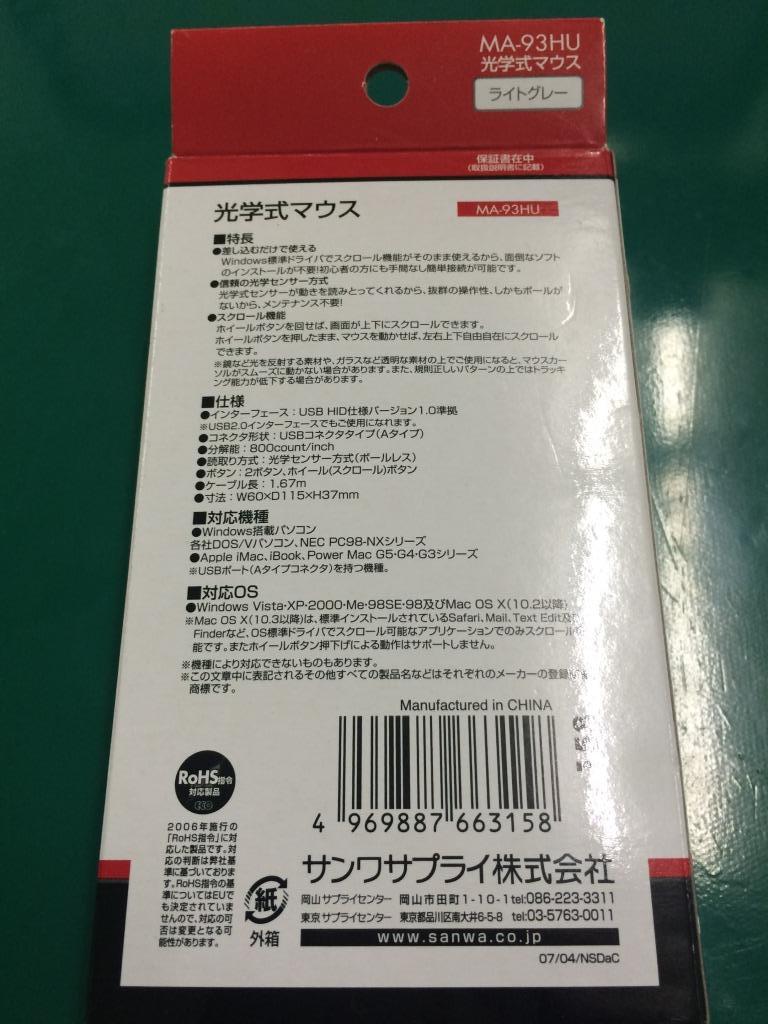 MA-93HU
光学式マウス
ライトグレー
保証書在中
(取扱説明書に記載)
光学式マウス
MA-93HU
■特長
●差し込むだけで使える
Windows標準ドライバでスクロール機能がそのまま使えるから、面倒なソフト
のインストールが不要!初心者の方にも手間なし簡単接続が可能です。
●信頼の光学センサー方式
光学式センサーが動きを読みとってくれるから、抜群の操作性、しかもボールが
ないから、メンテナンス不要!
●スクロール機能
ホイールボタンを回せば、画面が上下にスクロールできます。
ホイールボタンを押したまま、マウスを動かせば、左右上下自由自在にスクロール
できます。
※鏡など光を反射する素材や、ガラスなど透明な素材の上でご使用になると、マウスカー
ソルがスムーズに動かない場合があります。また、規則正しいパターンの上ではトラッキ
ング能力が低下する場合があります。
■仕様
●インターフェース:USB HID仕様バージョン1.0準拠
※USB2.0インターフェースでもご使用になれます。
●コネクタ形状:USBコネクタタイプ(Aタイプ)
●分解能:800count/inch
●読取り方式:光学センサー方式(ボールレス)
●ボタン:2ボタン、ホイール(スクロール)ボタン
●ケーブル長:1.67m
●寸法:W60×D115×H37mm
■対応機種
●Windows搭載パソコン
各社DOS/Vパソコン、NEC PC98-NXシリーズ
●Apple iMac、iBook、Power Mac G5・G4・G3シリーズ
※USBポート(Aタイプコネクタ)を持つ機種。
■対応OS
●Windows Vista・XP・2000・Me・98SE・98及びMac OS X(10.2以降)
※Mac OS X(10.3以降)は、標準インストールされているSafari、Mail、Text Edit及び
Finderなど、OS標準ドライバでスクロール可能なアプリケーションでのみスクロール
能です。またホイールボタン押下げによる動作はサポートしません。
※機種により対応できないものもあります。
※この文章中に表記されるその他すべての製品名などはそれぞれのメーカーの登録
商標です。
Manufactured in CHINA
4 969887 663158
RoHS指令
対応製品
ECO
2006年施行の
「RoHS指令」に対
応した製品です。対
応の判断は弊社基
準に基づいておりま
す。RoHS指令の基
準についてはEUで
も決定されていま
せんので、対応の可
否は変更となる可
能性があります。
紙
外箱
サンワサプライ株式会社
岡山サプライセンター 岡山市田町1-10-1 tel:086-223-3311
東京サプライセンター 東京都品川区南大井6-5-8 tel:03-5763-0011
www.sanwa.co.jp
07/04/NSDaC